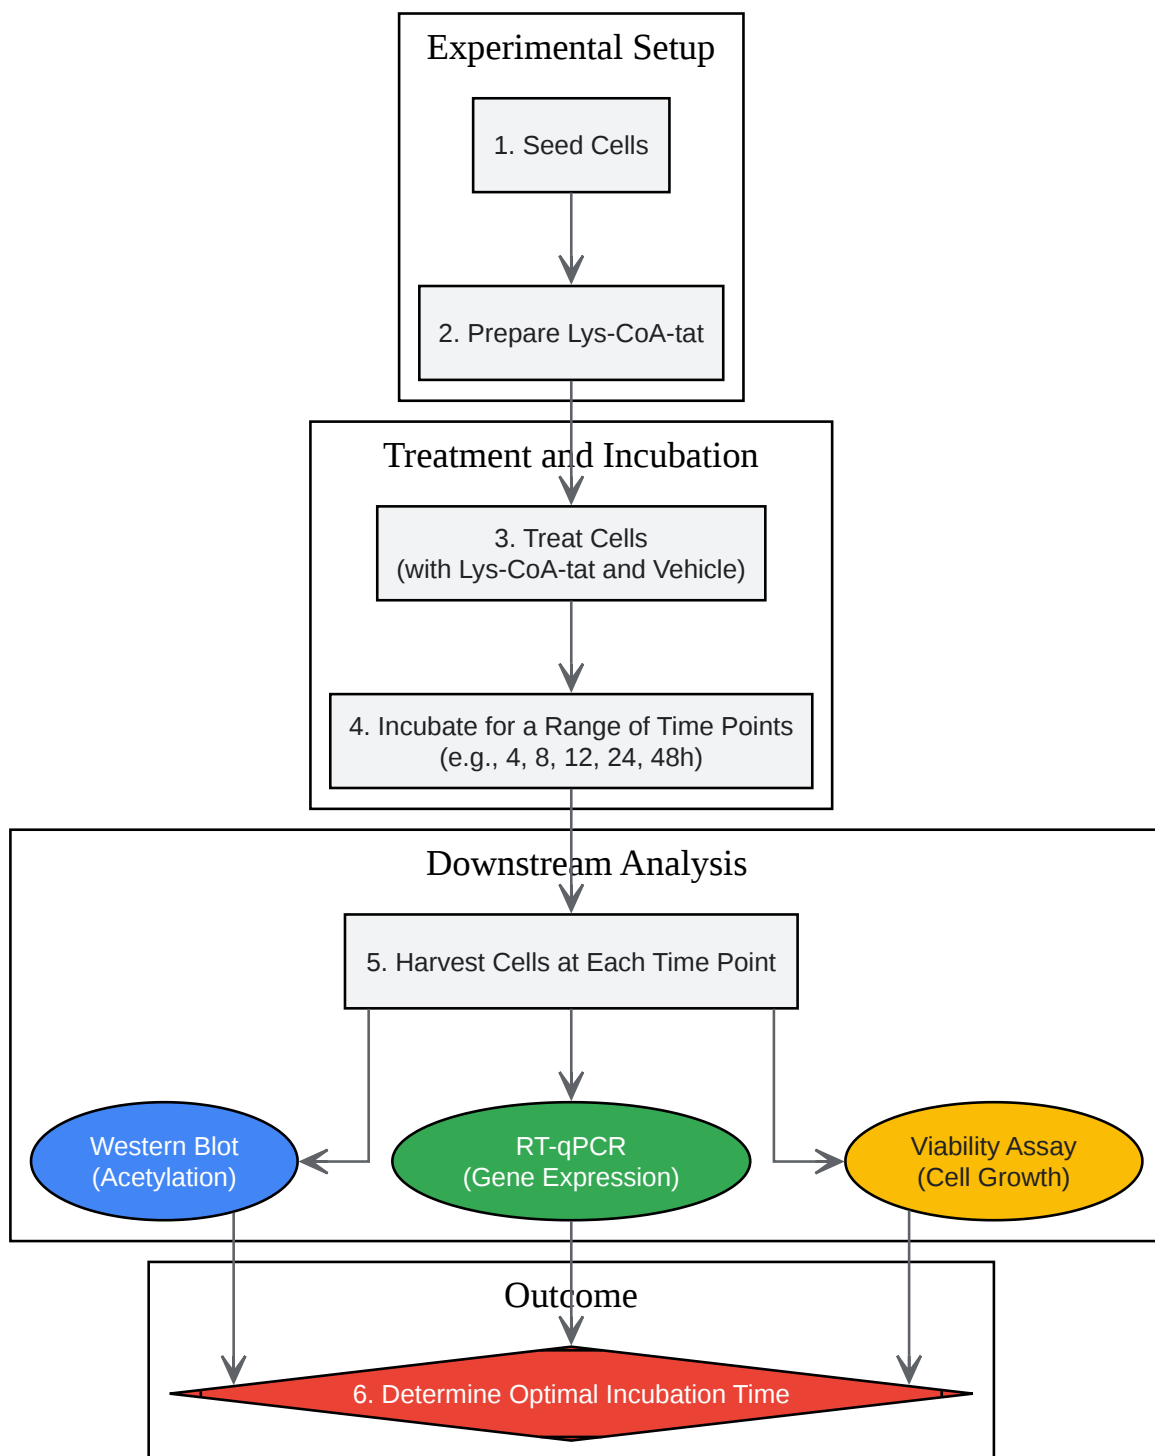 Experimental Setup
1. Seed Cells
2. Prepare Lys-CoA-tat
Treatment and Incubation
3. Treat Cells
(with Lys-CoA-tat and Vehicle)
4. Incubate for a Range of Time Points
(e.g., 4, 8, 12, 24, 48h)
Downstream Analysis
5. Harvest Cells at Each Time Point
Western Blot
(Acetylation)
RT-qPCR
(Gene Expression)
Viability Assay
(Cell Growth)
Outcome
6. Determine Optimal Incubation Time